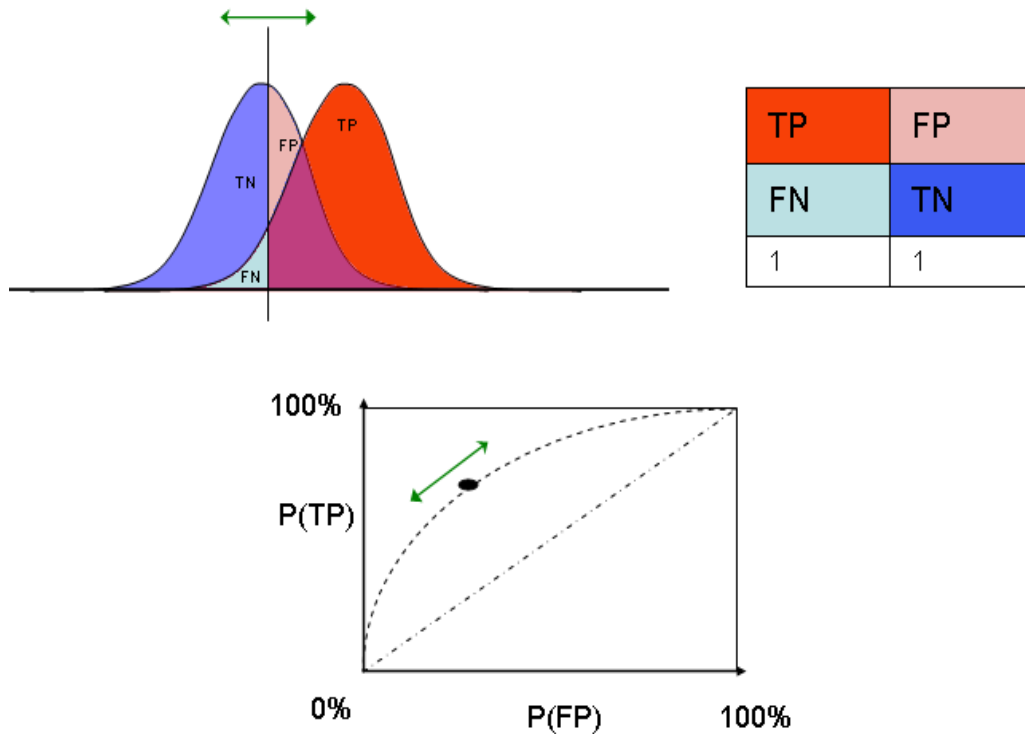 TP
FP
TN
FN
TP FP
FN TN
1 1
100%
P(TP)
0% P(FP) 100%